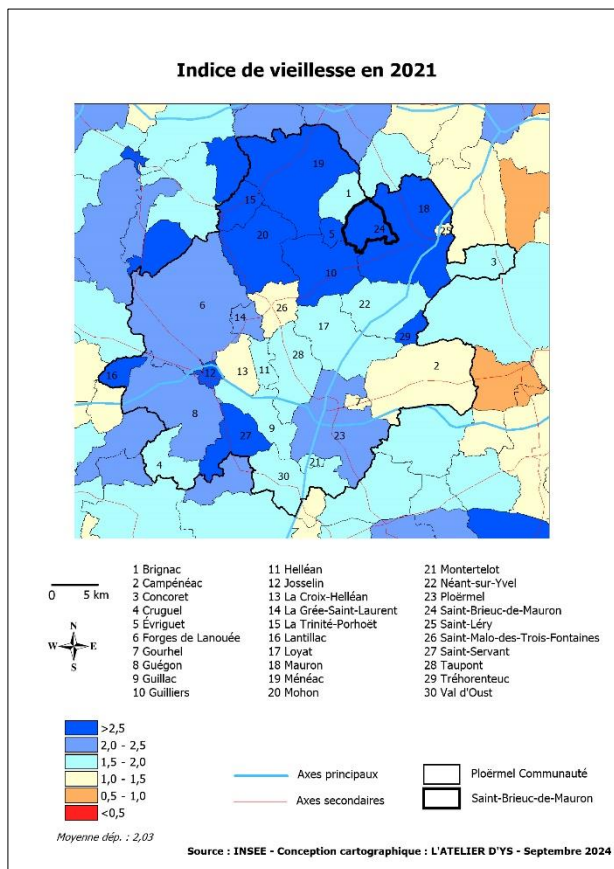 Indice de vieillesse en 2021
19
15
1
18
20
5
24
25
10
3
6
26
22
14
17
29
28
16
12
13
11
2
7
8
27
9
23
4
21
30
0 5 km
N
W E
S
1 Brignac
2 Campénéac
3 Concoret
4 Cruguel
5 Évriguet
6 Forges de Lanouée
7 Gourhel
8 Guégon
9 Guillac
10 Guilliers
11 Helléan
12 Josselin
13 La Croix-Helléan
14 La Grée-Saint-Laurent
15 La Trinité-Porhoët
16 Lantillac
17 Loyat
18 Mauron
19 Ménéac
20 Mohon
21 Montertelot
22 Néant-sur-Yvel
23 Ploërmel
24 Saint-Brieuc-de-Mauron
25 Saint-Léry
26 Saint-Malo-des-Trois-Fontaines
27 Saint-Servant
28 Taupont
29 Tréhorenteuc
30 Val d'Oust
>2,5
2,0 - 2,5
1,5 - 2,0
1,0 - 1,5
0,5 - 1,0
<0,5
Moyenne dép. : 2,03
Axes principaux
Axes secondaires
Ploërmel Communauté
Saint-Brieuc-de-Mauron
Source : INSEE - Conception cartographique : L'ATELIER D'YS - Septembre 2024